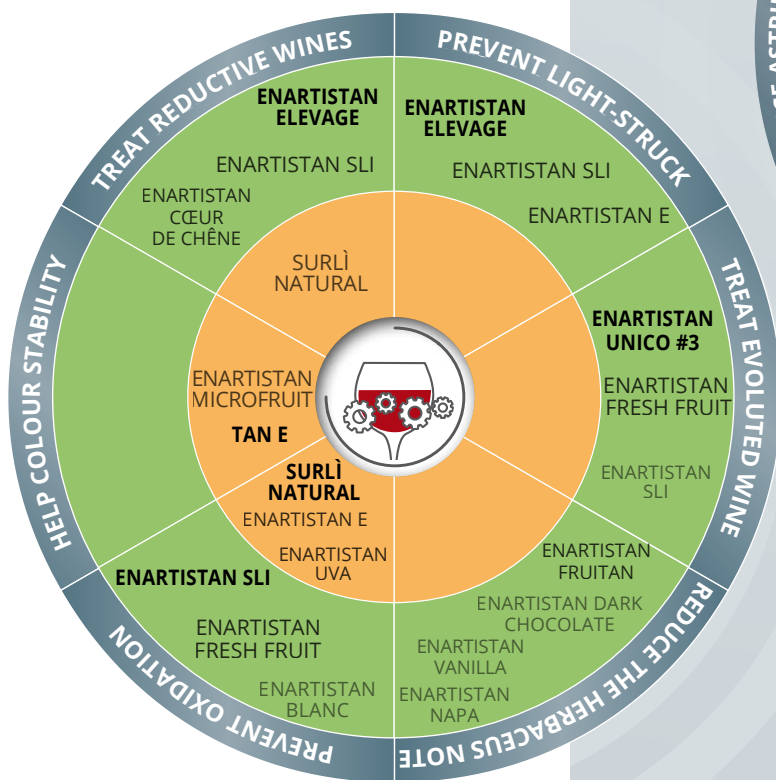 TREAT REDUCTIVE WINES
ENARTISTAN
ELEVAGE
ENARTISTAN SLI
ENARTISTAN
CŒUR
DE CHÊNE
SURLÌ
NATURAL
PREVENT LIGHT-STRUCK
ENARTISTAN
ELEVAGE
ENARTISTAN SLI
ENARTISTAN E
TREAT EVOLUTED WINE
ENARTISTAN
UNICO #3
ENARTISTAN
FRESH FRUIT
ENARTISTAN
SLI
REDUCE THE HERBACEUS NOTE
ENARTISTAN
FRUITAN
ENARTISTAN DARK
CHOCOLATE
ENARTISTAN
VANILLA
ENARTISTAN
NAPA
PREVENT OXIDATION
SURLÌ
NATURAL
ENARTISTAN E
ENARTISTAN
UVA
ENARTISTAN SLI
ENARTISTAN
FRESH FRUIT
ENARTISTAN
BLANC
HELP COLOUR STABILITY
ENARTISTAN
MICROFRUIT
TAN E